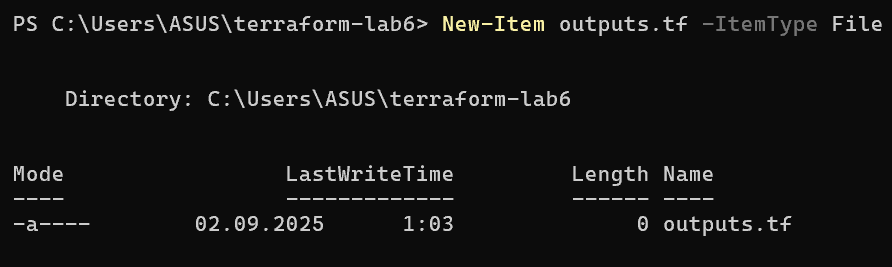 PS C:\Users\ASUS\terraform-lab6> New-Item outputs.tf -ItemType File
Directory: C:\Users\ASUS\terraform-lab6
Mode LastWriteTime Length Name
---- ------------- ------ ----
-a---- 02.09.2025 1:03 0 outputs.tf